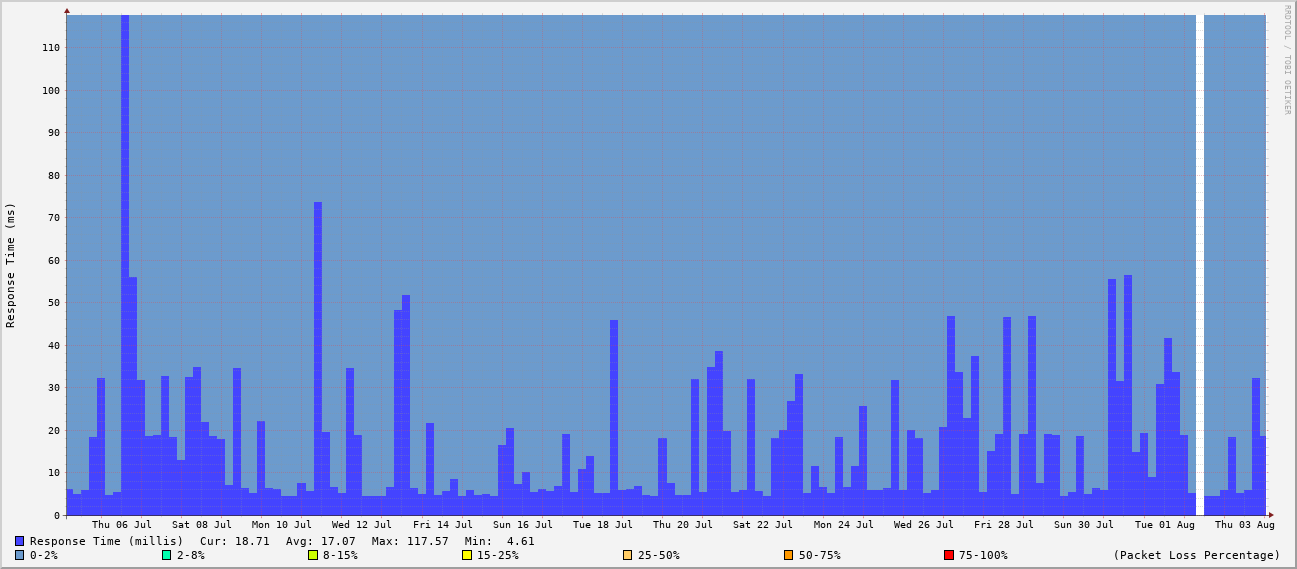 RRDTOOL / TOBI OETIKER
Response Time (ms)
110
100
90
80
70
60
50
40
30
20
10
0
Thu 06 Jul Sat 08 Jul Mon 10 Jul Wed 12 Jul Fri 14 Jul Sun 16 Jul Tue 18 Jul Thu 20 Jul Sat 22 Jul Mon 24 Jul Wed 26 Jul Fri 28 Jul Sun 30 Jul Tue 01 Aug Thu 03 Aug
Response Time (millis) Cur: 18.71 Avg: 17.07 Max: 117.57 Min: 4.61
0-2% 2-8% 8-15% 15-25% 25-50% 50-75% 75-100% (Packet Loss Percentage)